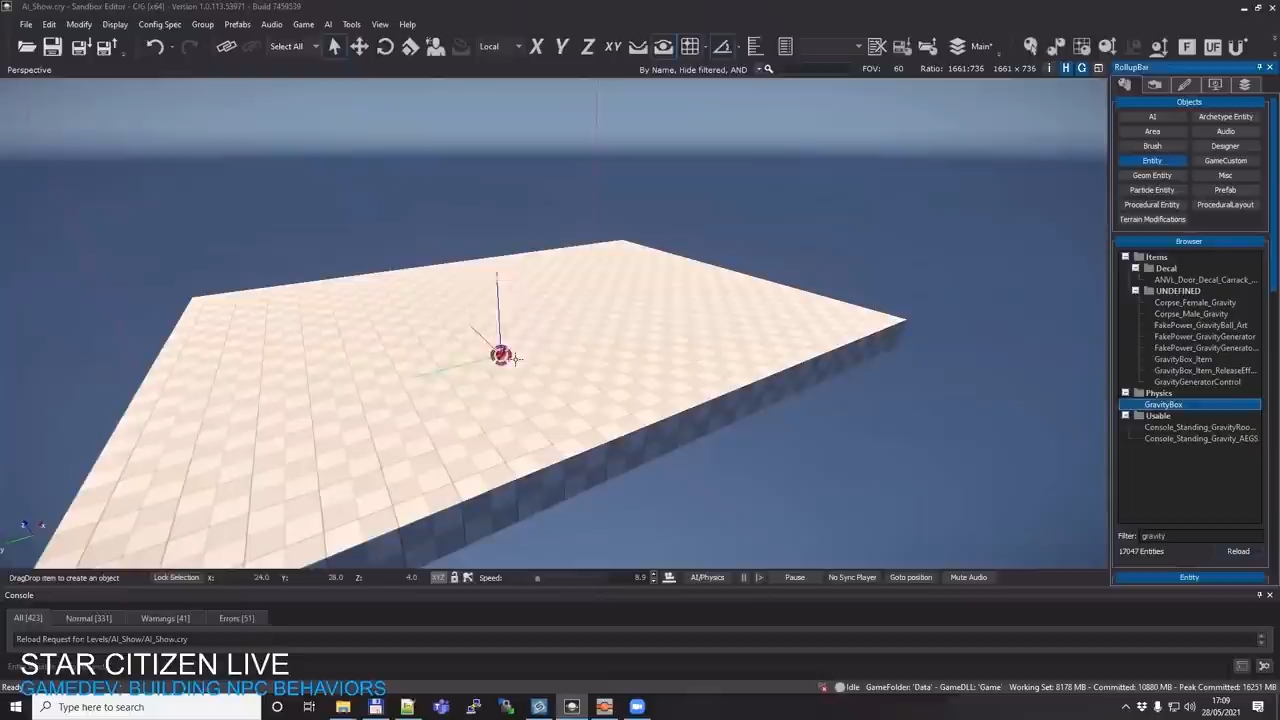 AI_Show.cry - Sandbox Editor - CIG [x64] - Version 1.0.113.53971 - Build 7459539
File Edit Modify Display Config Spec Group Prefabs Audio Game AI Tools View Help
Select All Local X Y Z XY Main* F UF
Perspective By Name, Hide filtered, AND FOV: 60 Ratio: 1661:736 1661 x 736 i H G
RollupBar
Objects
AI Archetype Entity
Area Audio
Brush Designer
Entity GameCustom
Geom Entity Misc
Particle Entity Prefab
Procedural Entity ProceduralLayout
Terrain Modifications
Browser
Items
Decal
ANVL_Door_Decal_Carrack_...
UNDEFINED
Corpse_Female_Gravity
Corpse_Male_Gravity
FakePower_GravityBall_Art
FakePower_GravityGenerator
FakePower_GravityGenerato...
GravityBox_Item
GravityBox_Item_ReleaseEff...
GravityGeneratorControl
Physics
GravityBox
Usable
Console_Standing_GravityRoo...
Console_Standing_Gravity_AEGS
Filter: gravity
17047 Entities Reload
Entity
z x
y
DragDrop item to create an object Lock Selection X: 24.0 Y: 28.0 Z: 4.0 XYZ Speed: 8.9 AI/Physics Pause No Sync Player Goto position Mute Audio
Console
All [423] Normal [331] Warnings [41] Errors [51]
Reload Request for: Levels/AI_Show/AI_Show.cry
STAR CITIZEN LIVE
GAMEDEV: BUILDING NPC BEHAVIORS
Idle GameFolder: 'Data' - GameDLL: 'Game' Working Set: 8178 MB - Committed: 10880 MB - Peak Committed: 16251 MB
Type here to search
17:09
28/05/2021